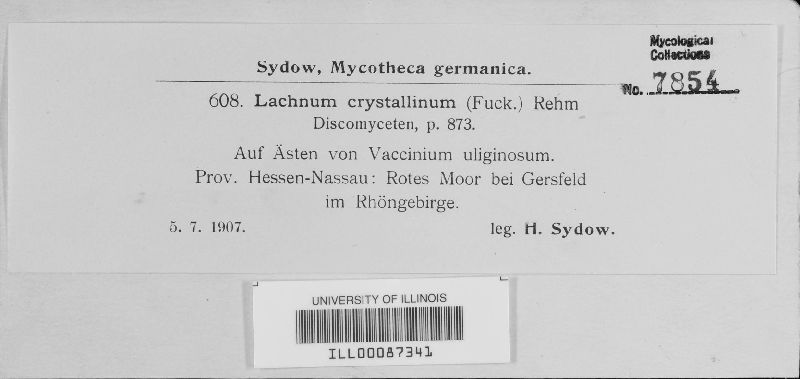 Mycological
Collections
No. 7854
Sydow, Mycotheca germanica.
608. Lachnum crystallinum (Fuck.) Rehm
Discomyceten, p. 873.
Auf Ästen von Vaccinium uliginosum.
Prov. Hessen-Nassau: Rotes Moor bei Gersfeld
im Rhöngebirge.
5. 7. 1907. leg. H. Sydow.
UNIVERSITY OF ILLINOIS
ILL00087341